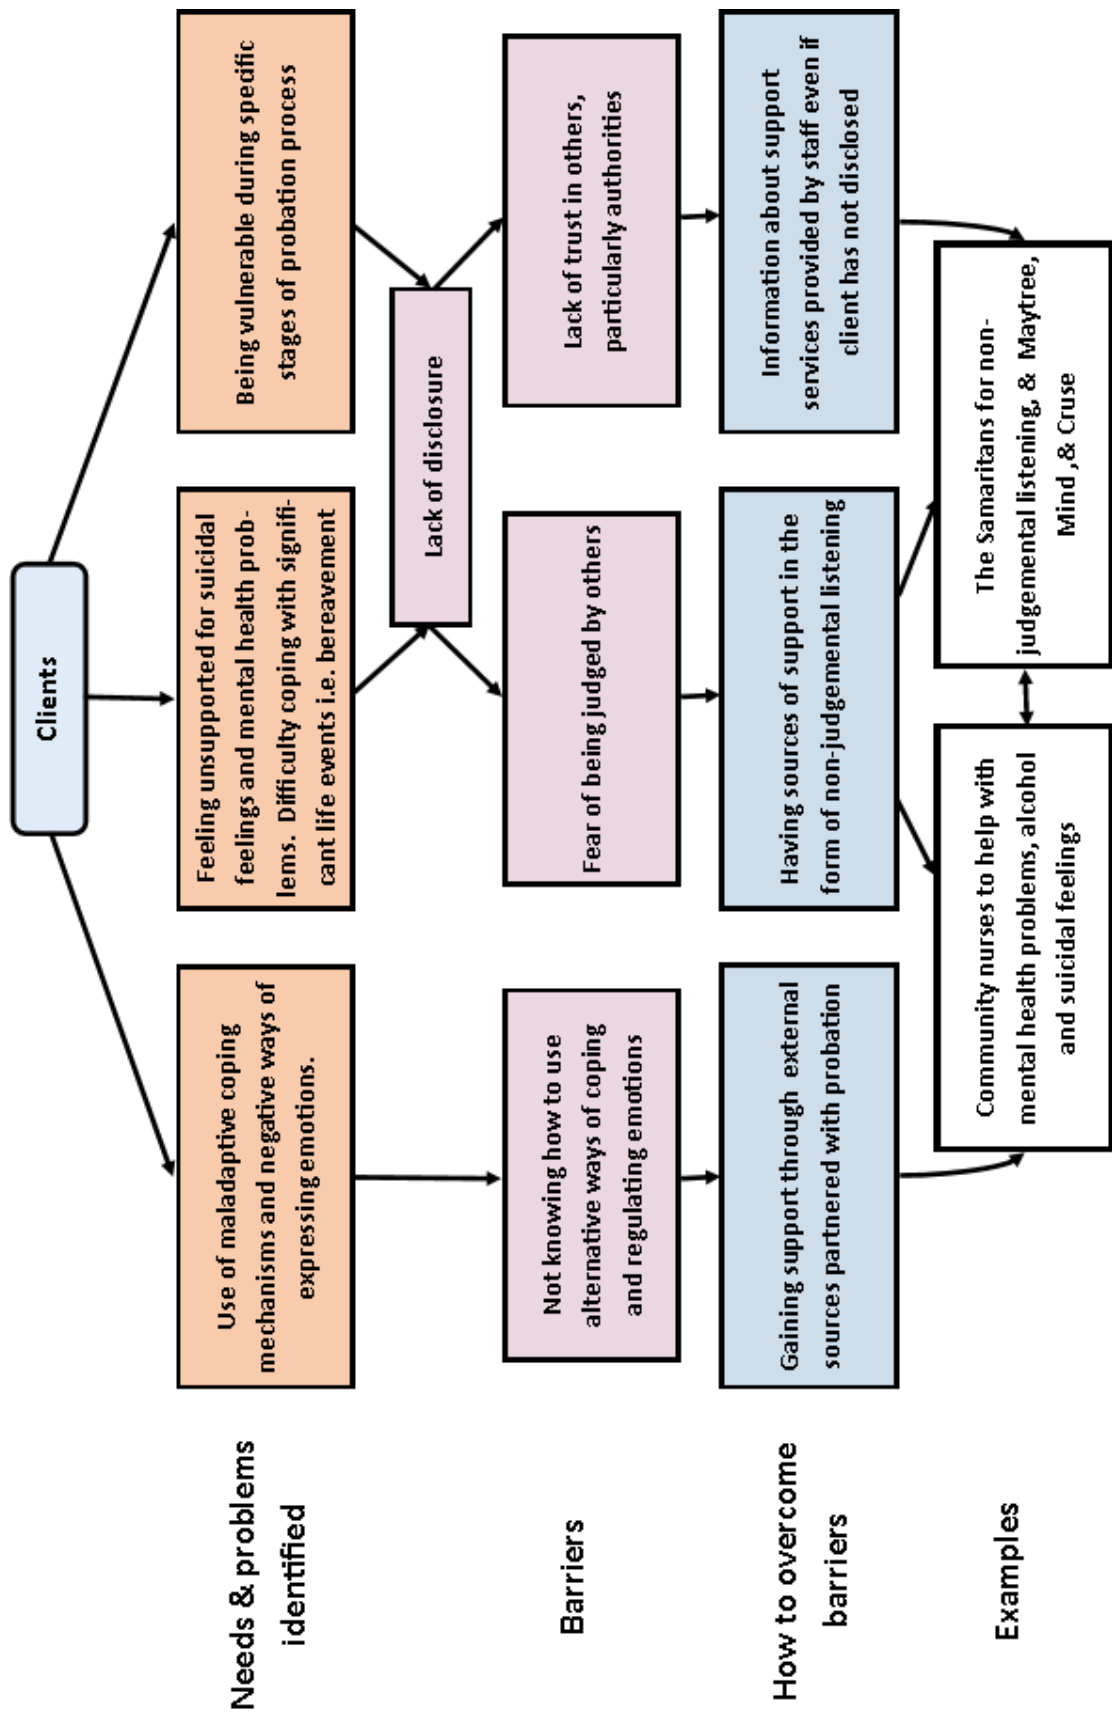 Clients
Needs & problems
identified
Use of maladaptive coping
mechanisms and negative ways of
expressing emotions.
Feeling unsupported for suicidal
feelings and mental health prob-
lems. Difficulty coping with signifi-
cant life events i.e. bereavement
Being vulnerable during specific
stages of probation process
Lack of disclosure
Barriers
Not knowing how to use
alternative ways of coping
and regulating emotions
Fear of being judged by others
Lack of trust in others,
particularly authorities
How to overcome
barriers
Gaining support through external
sources partnered with probation
Having sources of support in the
form of non-judgemental listening
Information about support
services provided by staff even if
client has not disclosed
Examples
Community nurses to help with
mental health problems, alcohol
and suicidal feelings
The Samaritans for non-
judgemental listening, & Maytree,
Mind ,& Cruse